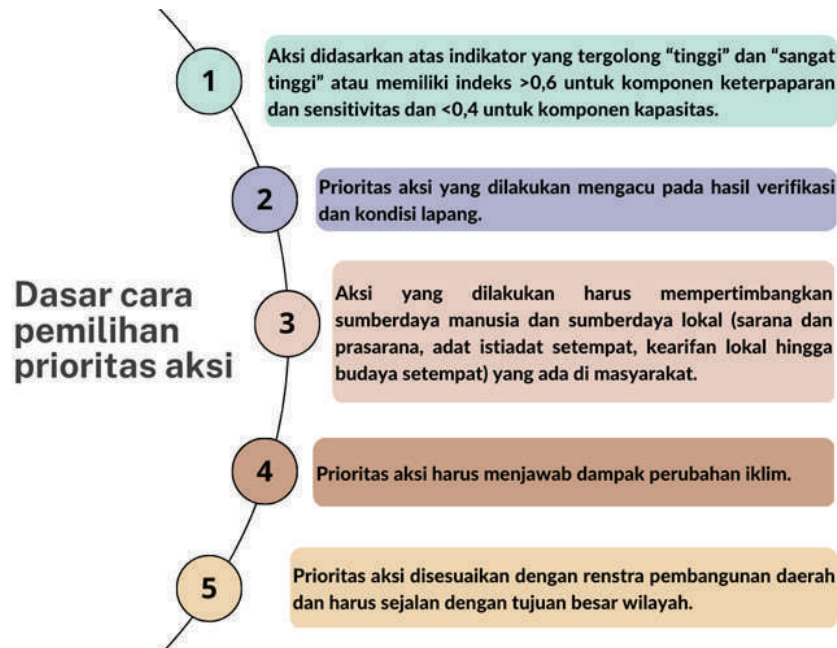 Dasar cara
pemilihan
prioritas aksi
1
Aksi didasarkan atas indikator yang tergolong “tinggi” dan “sangat
tinggi” atau memiliki indeks >0,6 untuk komponen keterpaparan
dan sensitivitas dan <0,4 untuk komponen kapasitas.
2
Prioritas aksi yang dilakukan mengacu pada hasil verifikasi
dan kondisi lapang.
3
Aksi yang dilakukan harus mempertimbangkan
sumberdaya manusia dan sumberdaya lokal (sarana dan
prasarana, adat istiadat setempat, kearifan lokal hingga
budaya setempat) yang ada di masyarakat.
4
Prioritas aksi harus menjawab dampak perubahan iklim.
5
Prioritas aksi disesuaikan dengan renstra pembangunan daerah
dan harus sejalan dengan tujuan besar wilayah.